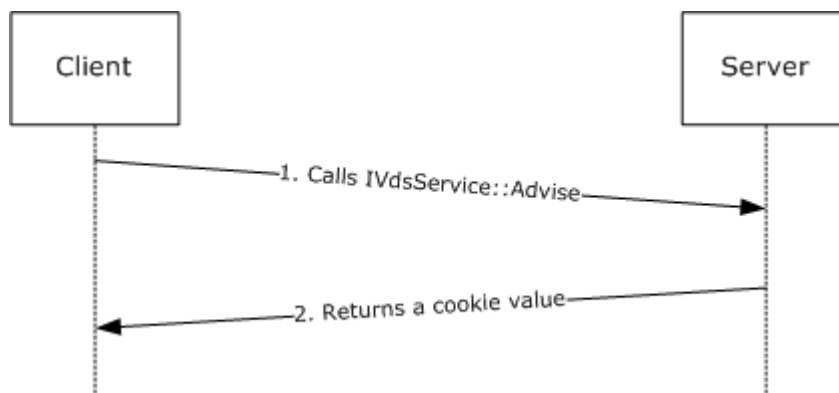 Client
Server
1. Calls IVdsService::Advise
2. Returns a cookie value